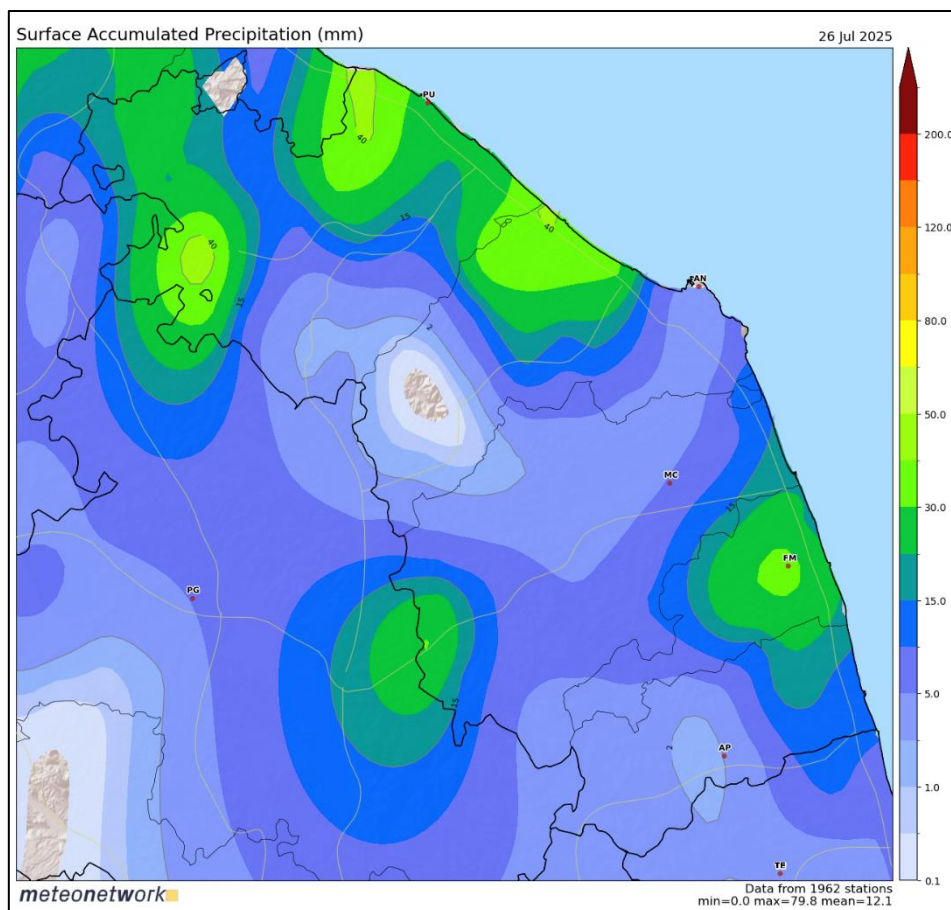 Surface Accumulated Precipitation (mm)
26 Jul 2025
PU
40
200.0
40
15
40
120.0
15
AN
80.0
2
50.0
MC
30.0
15
FM
PG
15.0
15
5.0
2
AP
1.0
TE
0.1
meteonetwork
Data from 1962 stations
min=0.0 max=79.8 mean=12.1